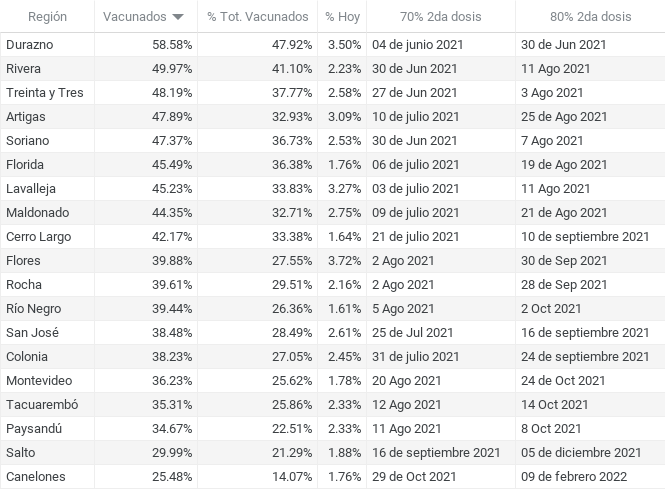 Región Vacunados % Tot. Vacunados % Hoy 70% 2da dosis 80% 2da dosis
Durazno 58.58% 47.92% 3.50% 04 de junio 2021 30 de Jun 2021
Rivera 49.97% 41.10% 2.23% 30 de Jun 2021 11 Ago 2021
Treinta y Tres 48.19% 37.77% 2.58% 27 de Jun 2021 3 Ago 2021
Artigas 47.89% 32.93% 3.09% 10 de julio 2021 25 de Ago 2021
Soriano 47.37% 36.73% 2.53% 30 de Jun 2021 7 Ago 2021
Florida 45.49% 36.38% 1.76% 06 de julio 2021 19 de Ago 2021
Lavalleja 45.23% 33.83% 3.27% 03 de julio 2021 11 Ago 2021
Maldonado 44.35% 32.71% 2.75% 09 de julio 2021 21 de Ago 2021
Cerro Largo 42.17% 33.38% 1.64% 21 de julio 2021 10 de septiembre 2021
Flores 39.88% 27.55% 3.72% 2 Ago 2021 30 de Sep 2021
Rocha 39.61% 29.51% 2.16% 2 Ago 2021 28 de Sep 2021
Río Negro 39.44% 26.36% 1.61% 5 Ago 2021 2 Oct 2021
San José 38.48% 28.49% 2.61% 25 de Jul 2021 16 de septiembre 2021
Colonia 38.23% 27.05% 2.45% 31 de julio 2021 24 de septiembre 2021
Montevideo 36.23% 25.62% 1.78% 20 Ago 2021 24 de Oct 2021
Tacuarembó 35.31% 25.86% 2.33% 12 Ago 2021 14 Oct 2021
Paysandú 34.67% 22.51% 2.33% 11 Ago 2021 8 Oct 2021
Salto 29.99% 21.29% 1.88% 16 de septiembre 2021 05 de diciembre 2021
Canelones 25.48% 14.07% 1.76% 29 de Oct 2021 09 de febrero 2022